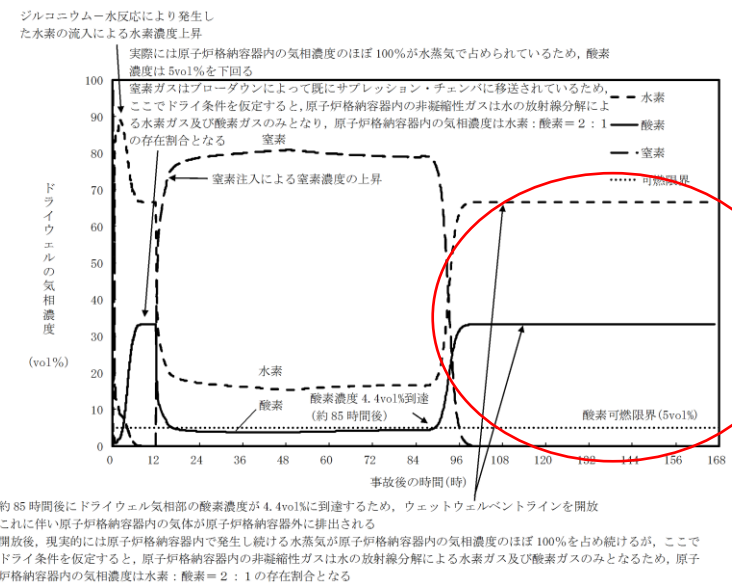 ジルコニウム－水反応により発生し
た水素の流入による水素濃度上昇
実際には原子炉格納容器内の気相濃度のほぼ100％が水蒸気で占められているため，酸素
濃度は5vol％を下回る
窒素ガスはブローダウンによって既にサプレッション・チェンバに移送されているため，
ここでドライ条件を仮定すると，原子炉格納容器内の非凝縮性ガスは水の放射線分解によ
る水素ガス及び酸素ガスのみとなり，原子炉格納容器内の気相濃度は水素：酸素＝２：１
の存在割合となる
水素
酸素
窒素
可燃限界
窒素
窒素注入による窒素濃度の上昇
ドライウェルの気相濃度
(vol%)
100
90
80
70
60
50
40
30
20
10
0
水素
酸素濃度 4.4vol%到達
(約 85 時間後)
酸素
酸素可燃限界(5vol%)
0 12 24 36 48 60 72 84 96 108 120 132 144 156 168
事故後の時間(時)
約 85 時間後にドライウェル気相部の酸素濃度が 4.4vol%に到達するため，ウェットウェルベントラインを開放
これに伴い原子炉格納容器内の気体が原子炉格納容器外に排出される
開放後，現実的には原子炉格納容器内で発生し続ける水蒸気が原子炉格納容器内の気相濃度のほぼ 100％を占め続けるが，ここで
ドライ条件を仮定すると，原子炉格納容器内の非凝縮性ガスは水の放射線分解による水素ガス及び酸素ガスのみとなるため，原子
炉格納容器内の気相濃度は水素：酸素＝２：１の存在割合となる